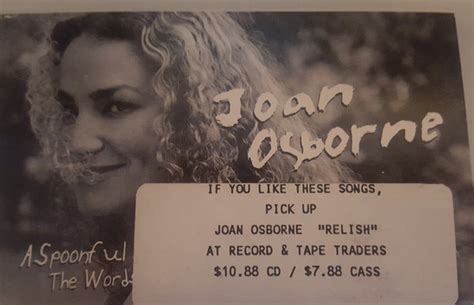 Joan
Osborne
IF YOU LIKE THESE SONGS,
PICK UP
JOAN OSBORNE "RELISH"
AT RECORD & TAPE TRADERS
$10.88 CD / $7.88 CASS
A Spoonful
The Words